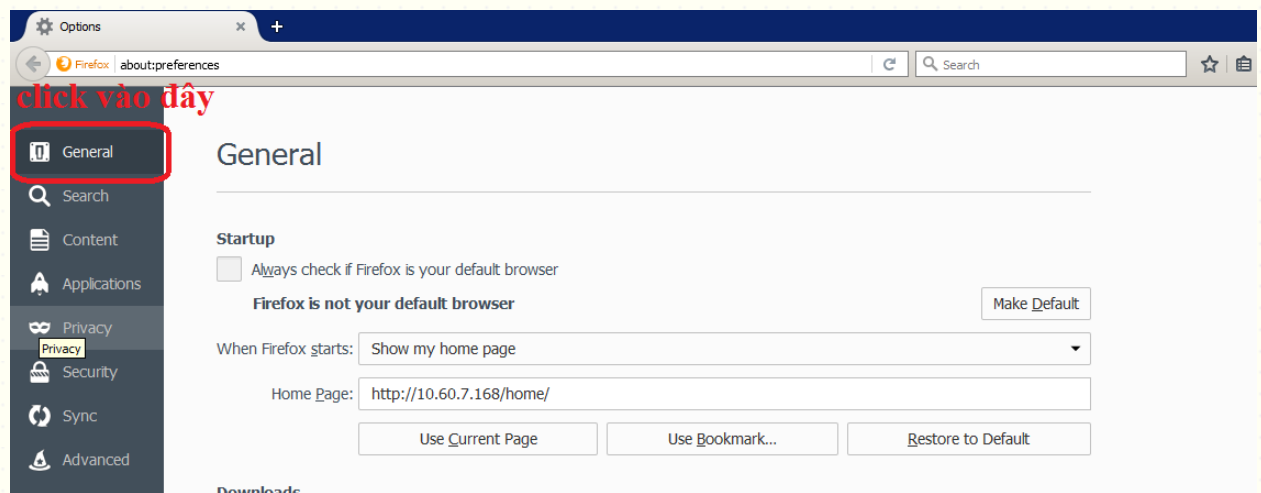 Options
Firefox about:preferences
Search
click vào đây
General
Search
Content
Applications
Privacy
Privacy
Security
Sync
Advanced
General
Startup
Always check if Firefox is your default browser
Firefox is not your default browser
Make Default
When Firefox starts: Show my home page
Home Page: http://10.60.7.168/home/
Use Current Page
Use Bookmark...
Restore to Default
Downloads